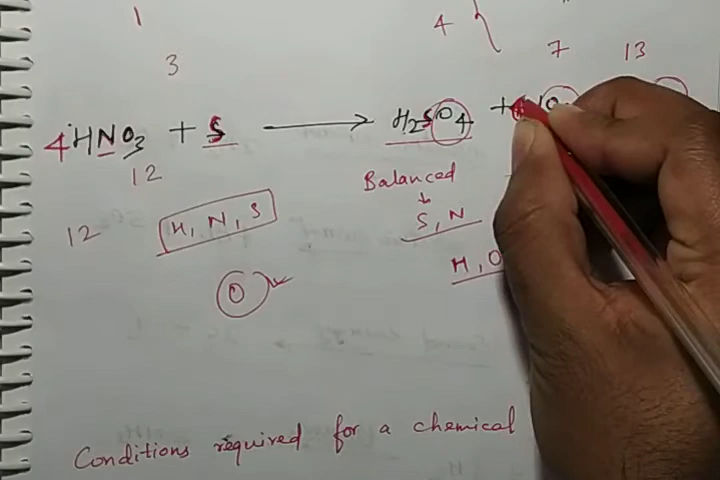 1
4
3
7 13
4HNO3 + S → H2SO4 +
12
Balanced
12 H, N, S
S, N
O
H, O
Conditions required for a chemical